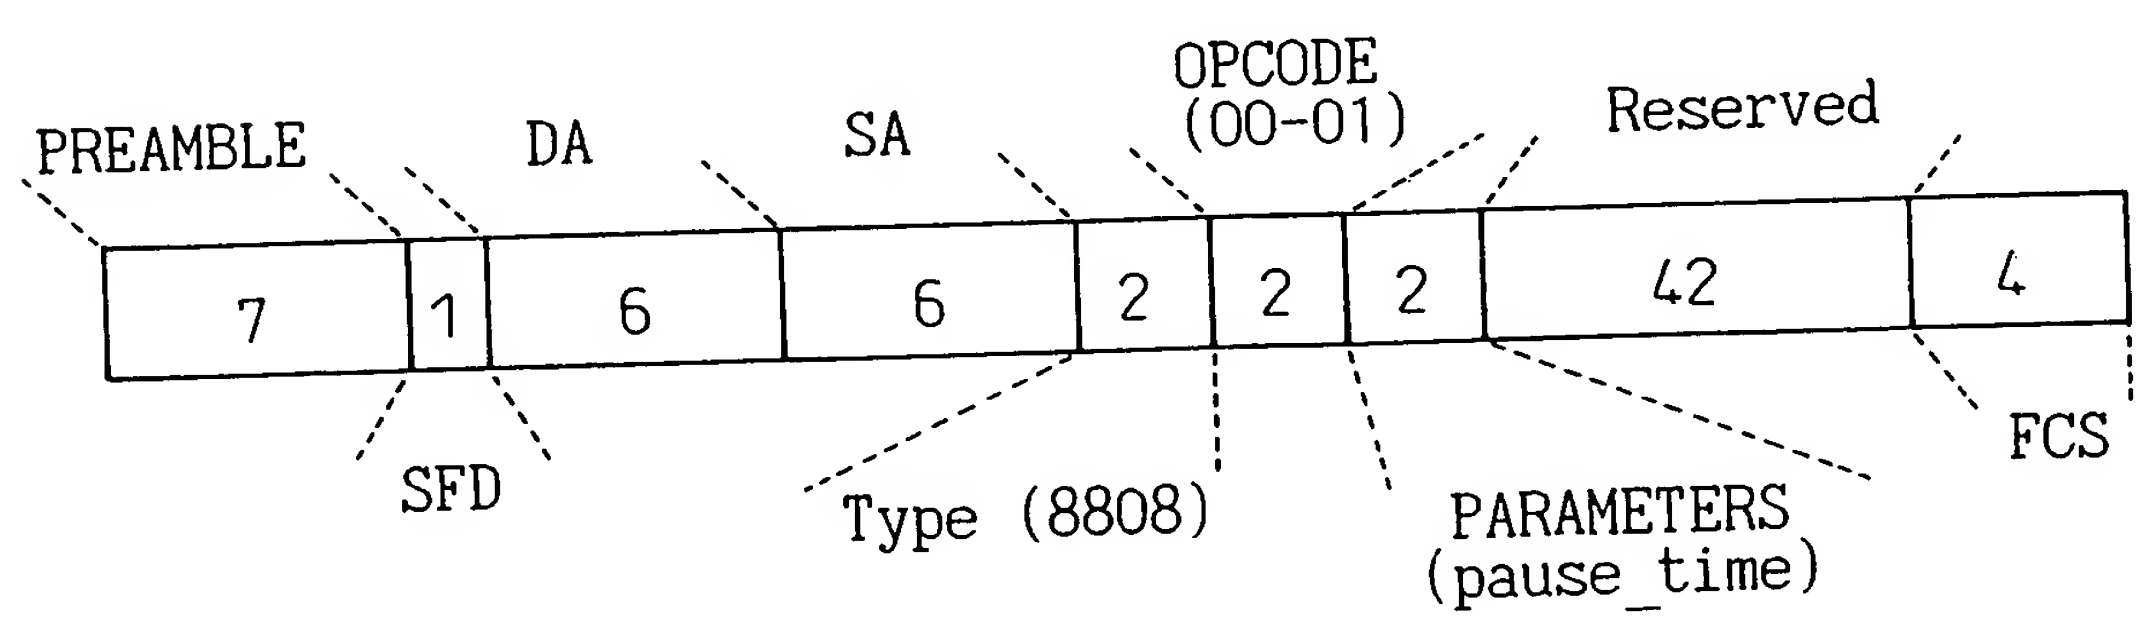 PREAMBLE
DA
SA
OPCODE
(00-01)
Reserved
7
1
6
6
2
2
2
42
4
SFD
Type (8808)
PARAMETERS
(pause_time)
FCS